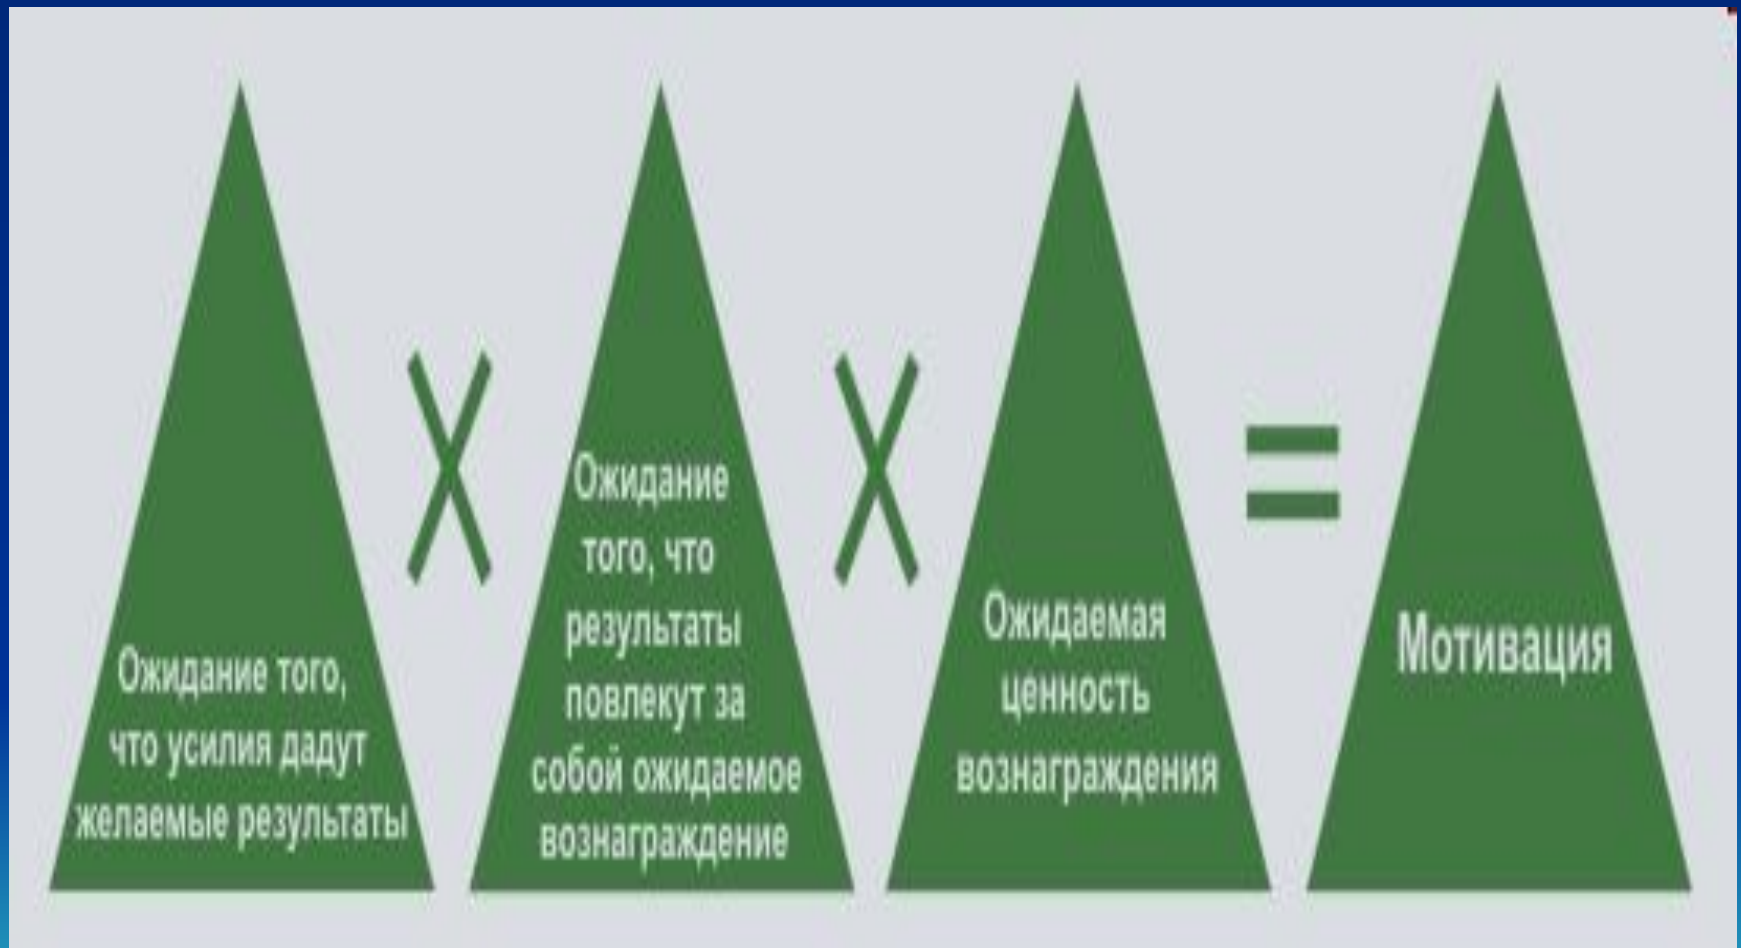 Ожидание того,
что усилия дадут
желаемые результаты
X
Ожидание
того, что
результаты
повлекут за
собой ожидаемое
вознаграждение
X
Ожидаемая
ценность
вознаграждения
=
Мотивация